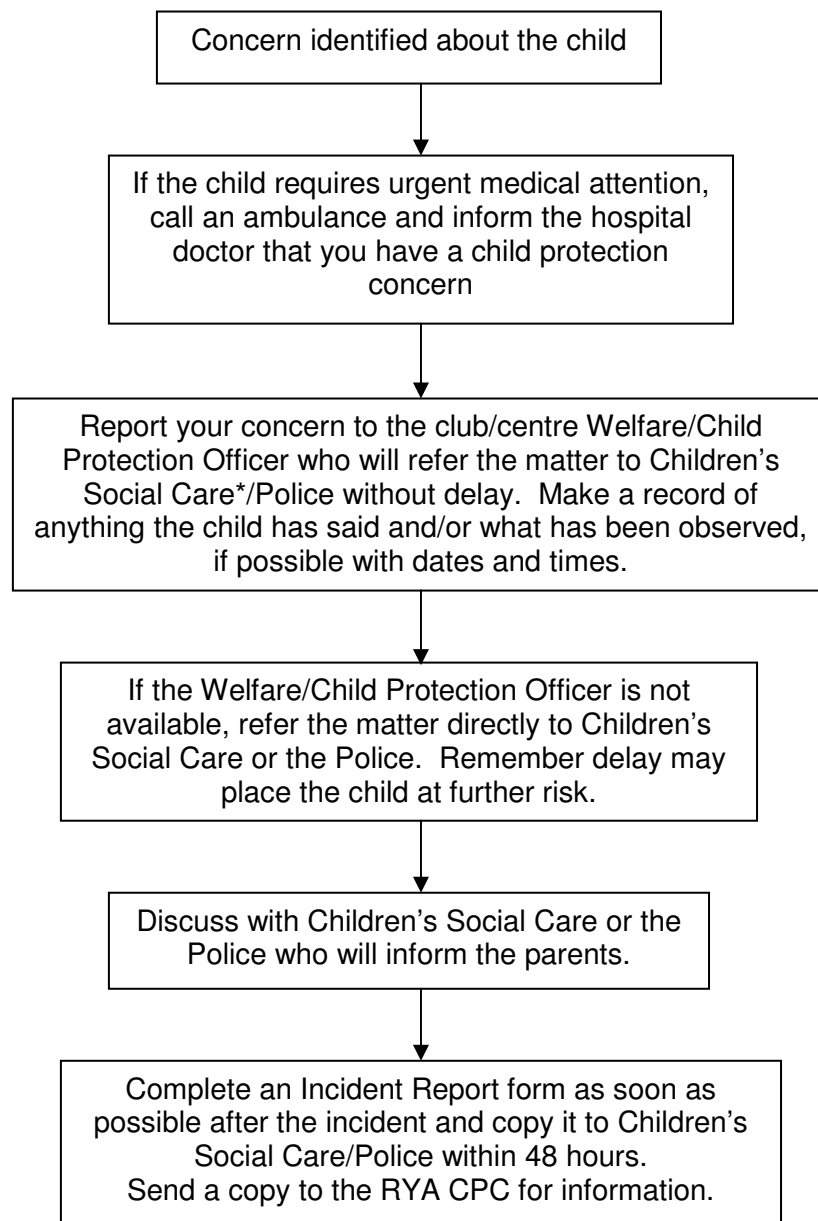 Concern identified about the child
If the child requires urgent medical attention,
call an ambulance and inform the hospital
doctor that you have a child protection
concern
Report your concern to the club/centre Welfare/Child
Protection Officer who will refer the matter to Children's
Social Care*/Police without delay.  Make a record of
anything the child has said and/or what has been observed,
if possible with dates and times.
If the Welfare/Child Protection Officer is not
available, refer the matter directly to Children's
Social Care or the Police.  Remember delay may
place the child at further risk.
Discuss with Children's Social Care or the
Police who will inform the parents.
Complete an Incident Report form as soon as
possible after the incident and copy it to Children's
Social Care/Police within 48 hours.
Send a copy to the RYA CPC for information.